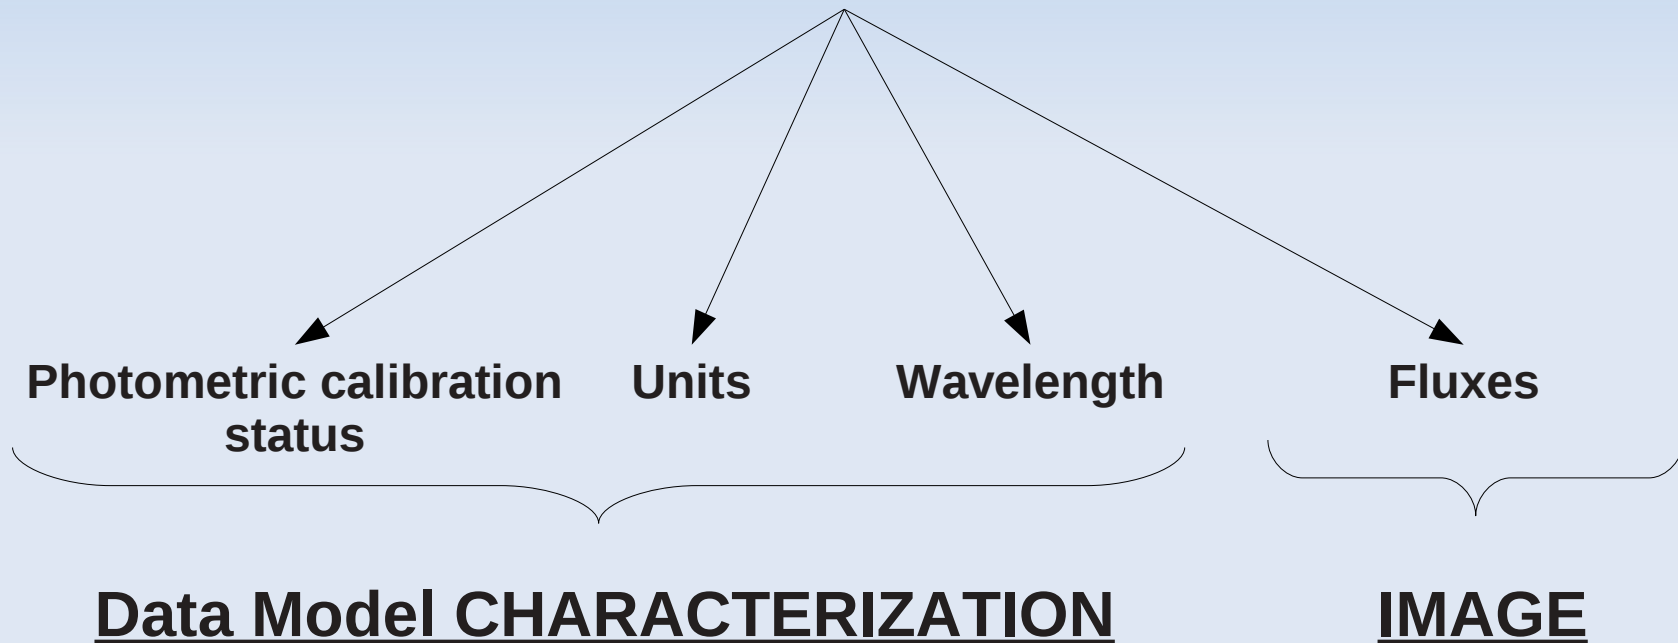 Photometric calibration
status
Units
Wavelength
Fluxes
Data Model CHARACTERIZATION
IMAGE